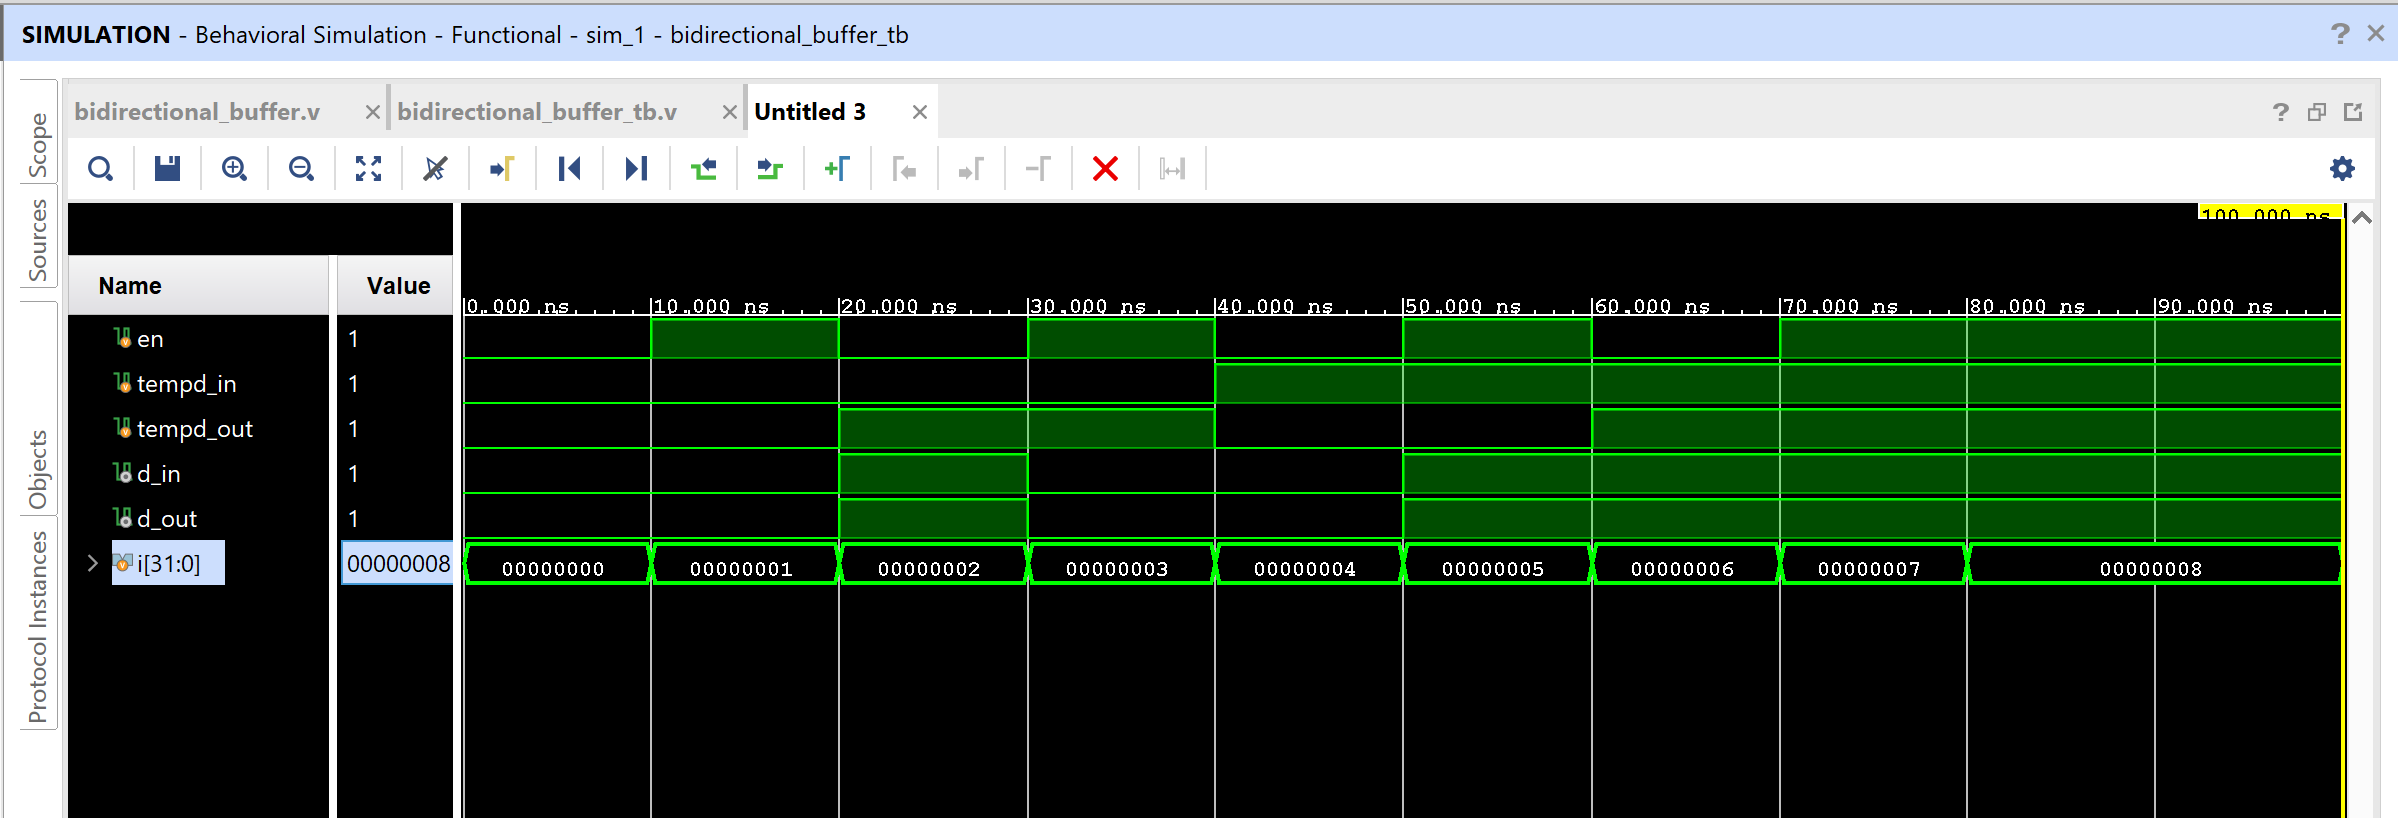 SIMULATION - Behavioral Simulation - Functional - sim_1 - bidirectional_buffer_tb
? ×
Scope
Sources
Objects
Protocol Instances
bidirectional_buffer.v × bidirectional_buffer_tb.v × Untitled 3 ×
?
100.000 ns
Name Value
0.000 ns 10.000 ns 20.000 ns 30.000 ns 40.000 ns 50.000 ns 60.000 ns 70.000 ns 80.000 ns 90.000 ns
en 1
tempd_in 1
tempd_out 1
d_in 1
d_out 1
i[31:0] 00000008 00000000 00000001 00000002 00000003 00000004 00000005 00000006 00000007 00000008